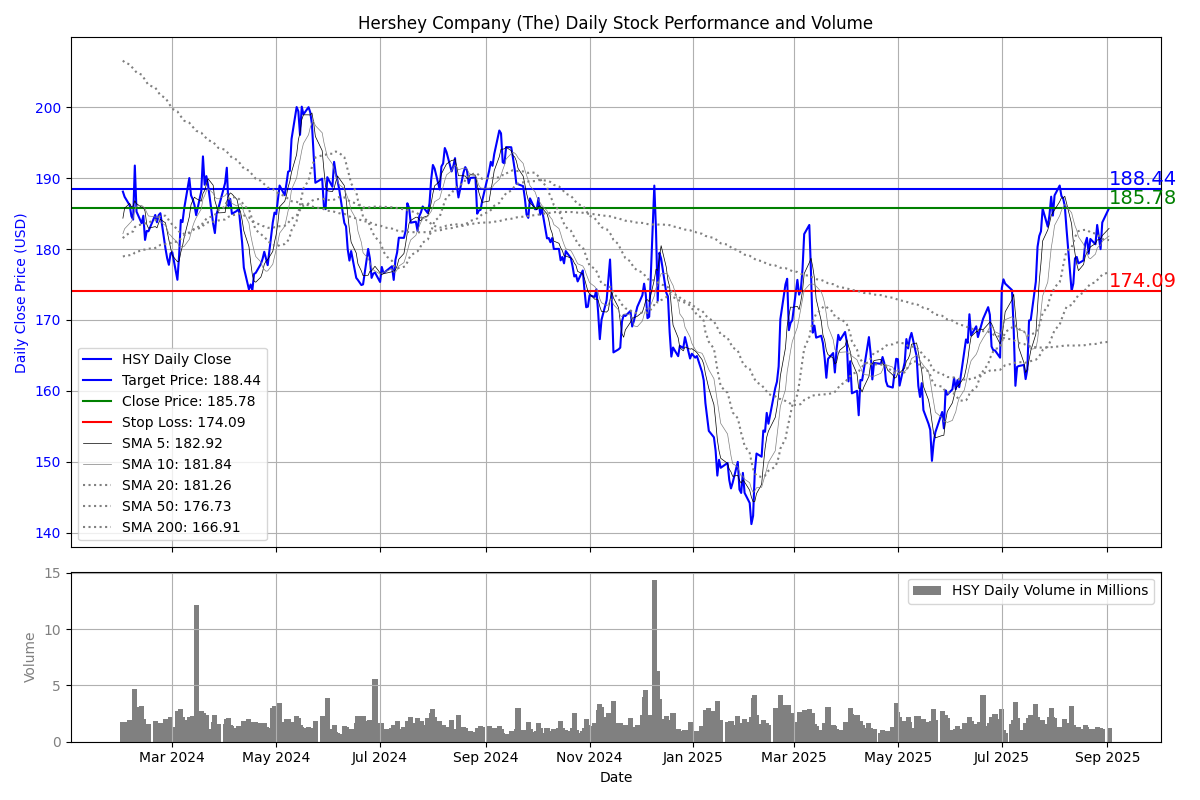 Hershey Company (The) Daily Stock Performance and Volume
Daily Close Price (USD)
200
190
180
170
160
150
140
188.44
185.78
174.09
HSY Daily Close
Target Price: 188.44
Close Price: 185.78
Stop Loss: 174.09
SMA 5: 182.92
SMA 10: 181.84
SMA 20: 181.26
SMA 50: 176.73
SMA 200: 166.91
Volume
15
10
5
0
HSY Daily Volume in Millions
Mar 2024
May 2024
Jul 2024
Sep 2024
Nov 2024
Jan 2025
Mar 2025
May 2025
Jul 2025
Sep 2025
Date